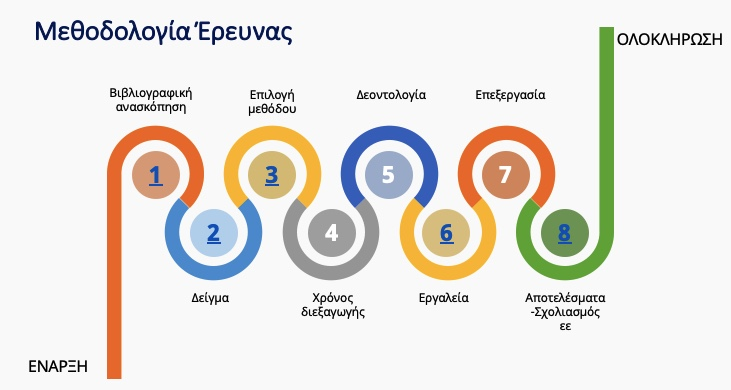 Μεθοδολογία Έρευνας
ΟΛΟΚΛΗΡΩΣΗ
Βιβλιογραφική
ανασκόπηση
Επιλογή
μεθόδου
Δεοντολογία
Επεξεργασία
1
3
5
7
2
4
6
8
Δείγμα
Χρόνος
διεξαγωγής
Εργαλεία
Αποτελέσματα
-Σχολιασμός
εε
ΕΝΑΡΞΗ